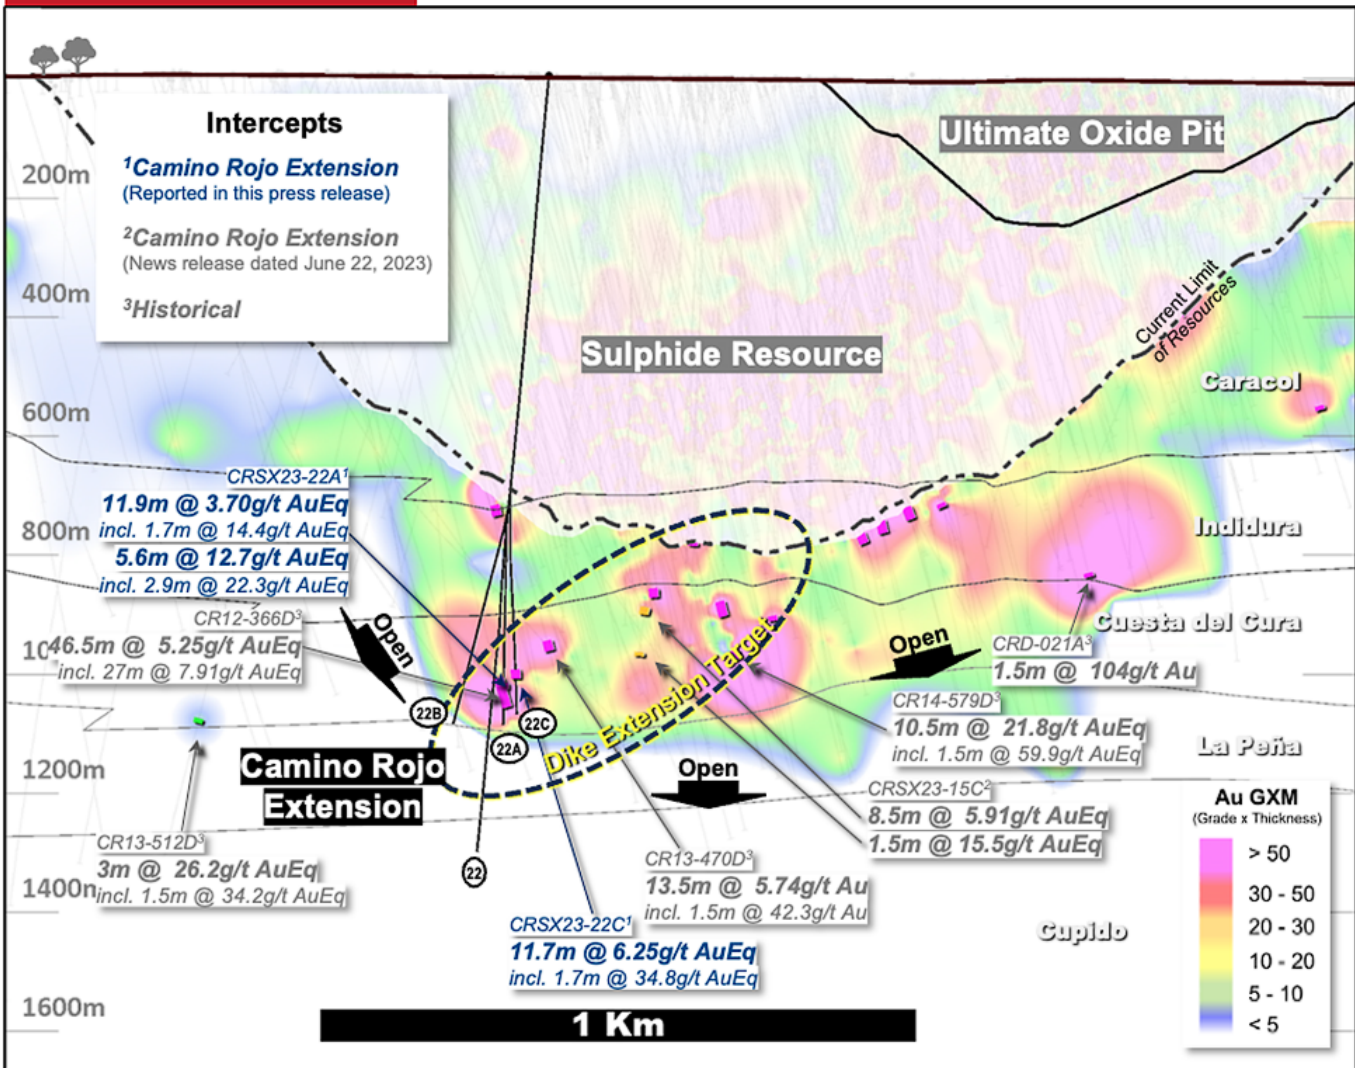 Intercepts
¹Camino Rojo Extension
(Reported in this press release)
²Camino Rojo Extension
(News release dated June 22, 2023)
³Historical
200m
400m
600m
800m
10
1200m
1400n
1600m
Ultimate Oxide Pit
Sulphide Resource
Current Limit
of Resources
Caracol
Indidura
Cuesta del Cura
La Peña
Cupido
CRSX23-22A¹
11.9m @ 3.70g/t AuEq
incl. 1.7m @ 14.4g/t AuEq
5.6m @ 12.7g/t AuEq
incl. 2.9m @ 22.3g/t AuEq
CR12-366D³
46.5m @ 5.25g/t AuEq
incl. 27m @ 7.91g/t AuEq
Open
22B
22A
22C
22
Dike Extension Target
Camino Rojo
Extension
Open
Open
CRD-021A³
1.5m @ 104g/t Au
CR14-579D³
10.5m @ 21.8g/t AuEq
incl. 1.5m @ 59.9g/t AuEq
CRSX23-15C²
8.5m @ 5.91g/t AuEq
1.5m @ 15.5g/t AuEq
CR13-512D³
3m @ 26.2g/t AuEq
incl. 1.5m @ 34.2g/t AuEq
CR13-470D³
13.5m @ 5.74g/t Au
incl. 1.5m @ 42.3g/t Au
CRSX23-22C¹
11.7m @ 6.25g/t AuEq
incl. 1.7m @ 34.8g/t AuEq
1 Km
Au GXM
(Grade x Thickness)
> 50
30 - 50
20 - 30
10 - 20
5 - 10
< 5